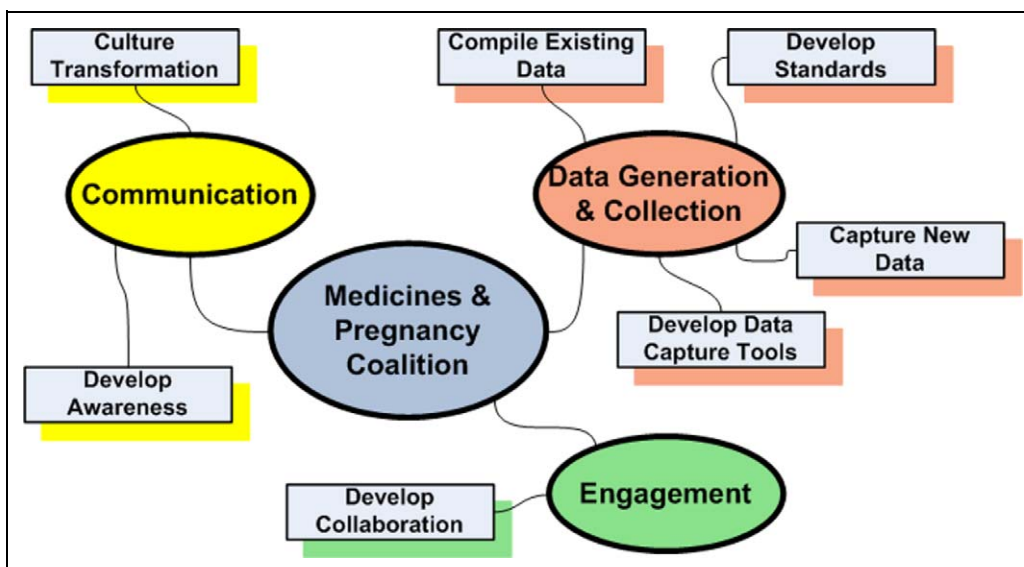 Culture
Transformation
Compile Existing
Data
Develop
Standards
Communication
Data Generation
& Collection
Capture New
Data
Medicines &
Pregnancy
Coalition
Develop Data
Capture Tools
Develop
Awareness
Engagement
Develop
Collaboration